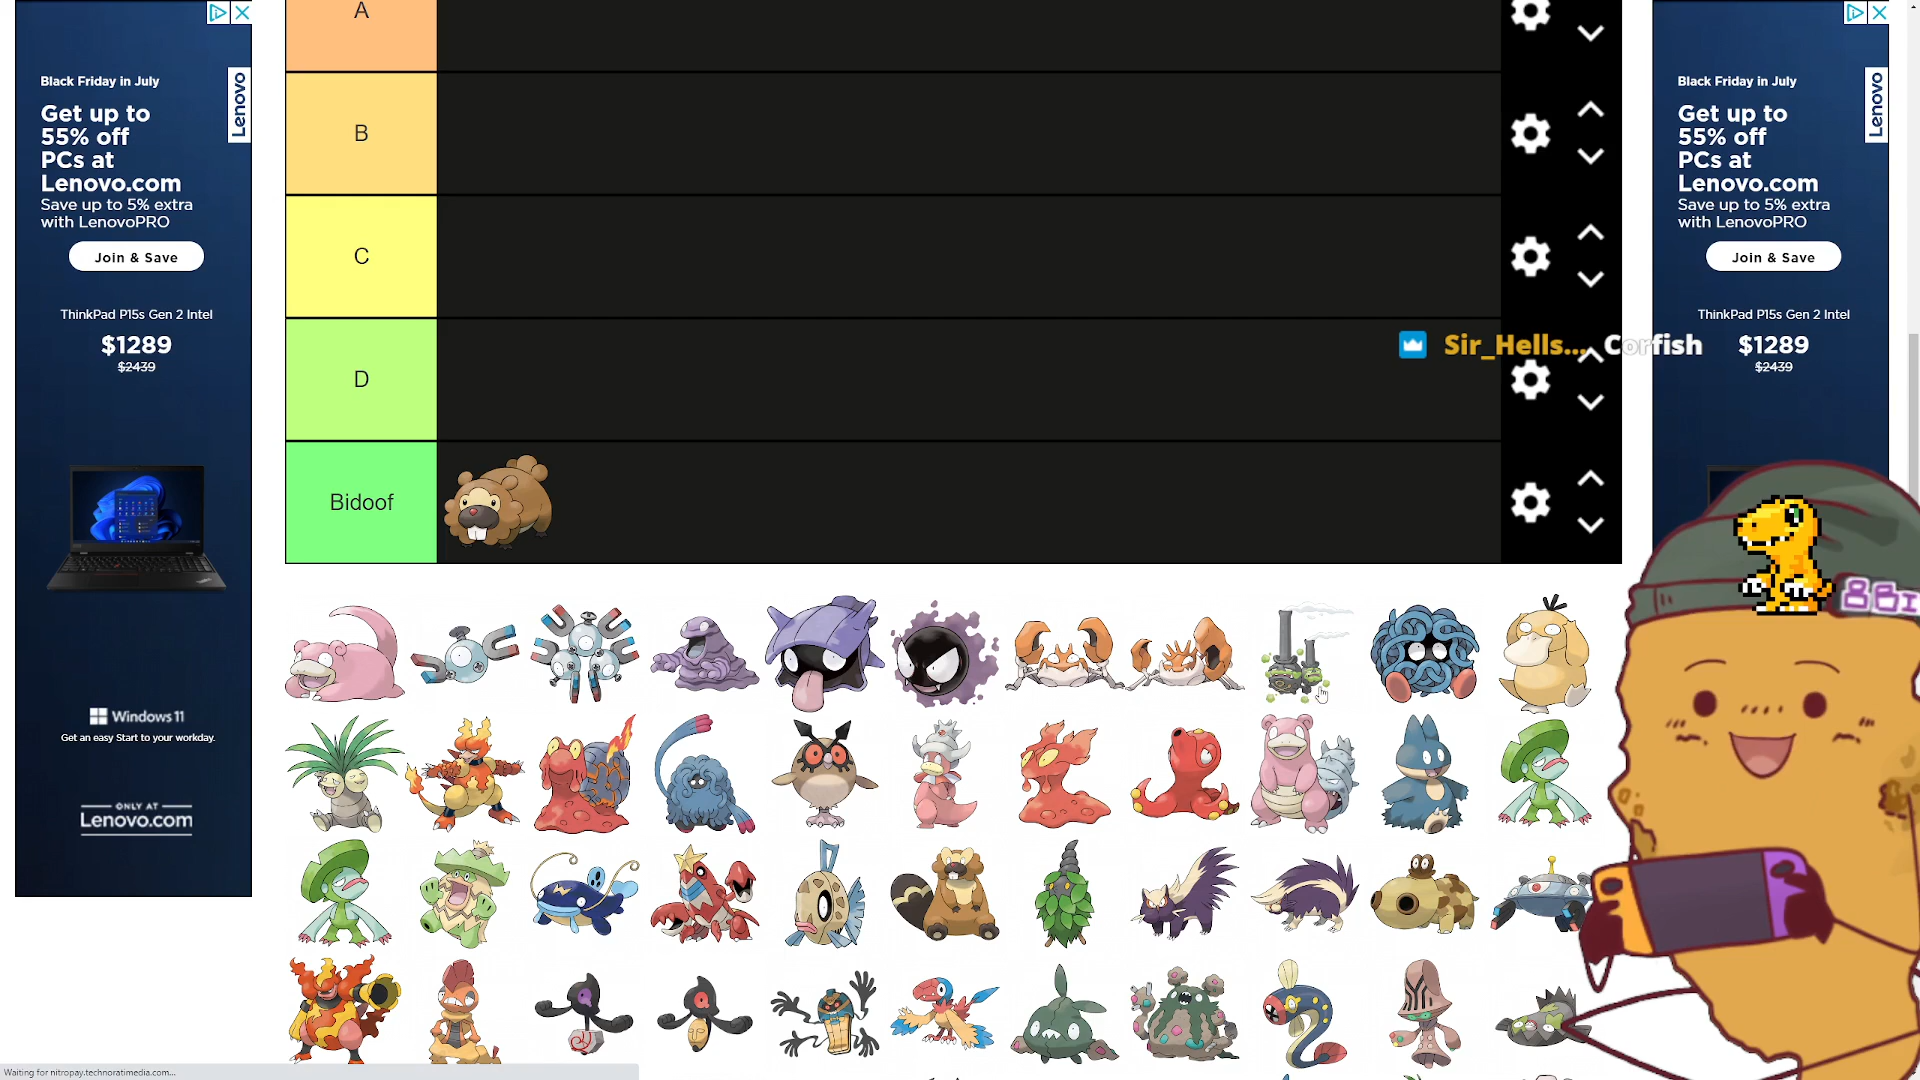 A
B
C
D
Bidoof
Black Friday in July
Get up to
55% off
PCs at
Lenovo.com
Save up to 5% extra
with LenovoPRO
Join & Save
ThinkPad P15s Gen 2 Intel
$1289
$2439
Windows 11
Get an easy Start to your workday.
ONLY AT
Lenovo.com
Lenovo
Sir_Hells... Corfish
Black Friday in July
Get up to
55% off
PCs at
Lenovo.com
Save up to 5% extra
with LenovoPRO
Join & Save
ThinkPad P15s Gen 2 Intel
$1289
$2439
Lenovo
8BI
Waiting for nitropay.technoratimedia.com...